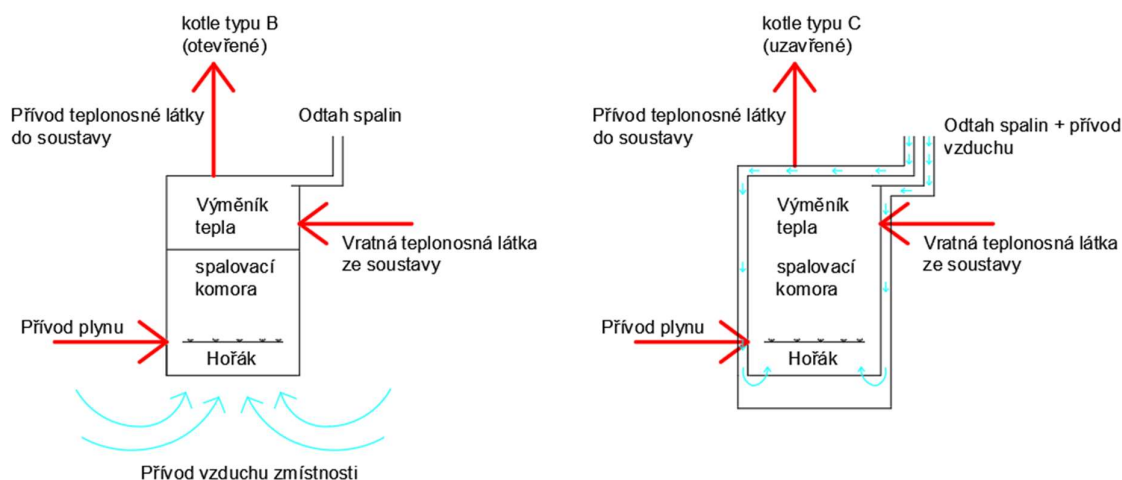 kotle typu B
(otevřené)
Přívod teplonosné látky
do soustavy
Odtah spalin
Výměník
tepla
Vratná teplonosná látka
ze soustavy
spalovací
komora
Přívod plynu
Hořák
Přívod vzduchu zmístnosti
kotle typu C
(uzavřené)
Přívod teplonosné látky
do soustavy
Odtah spalin + přívod
vzduchu
Výměník
tepla
Vratná teplonosná látka
ze soustavy
spalovací
komora
Přívod plynu
Hořák